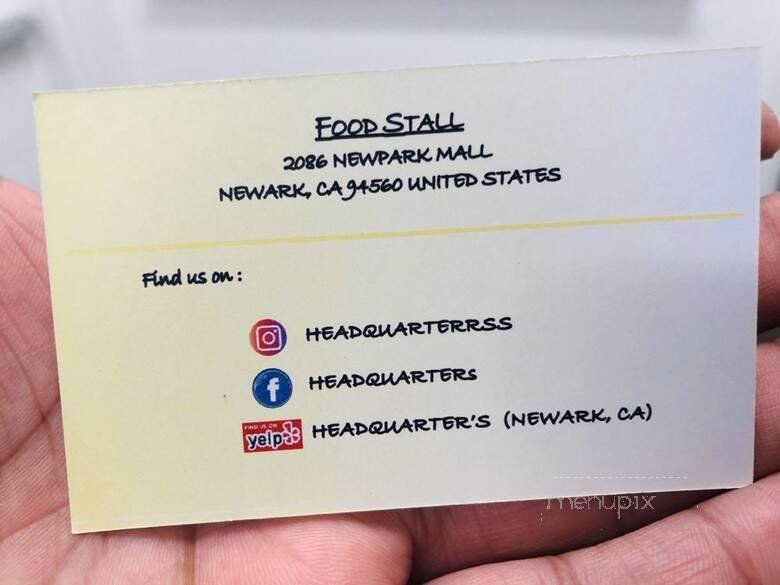 FOOD STALL
2086 NEWPARK MALL
NEWARK, CA 94560 UNITED STATES
Find us on :
HEADQUARTERRSS
HEADQUARTERs
FIND US ON
yelp
HEADQUARTER'S (NEWARK, CA)
menupix